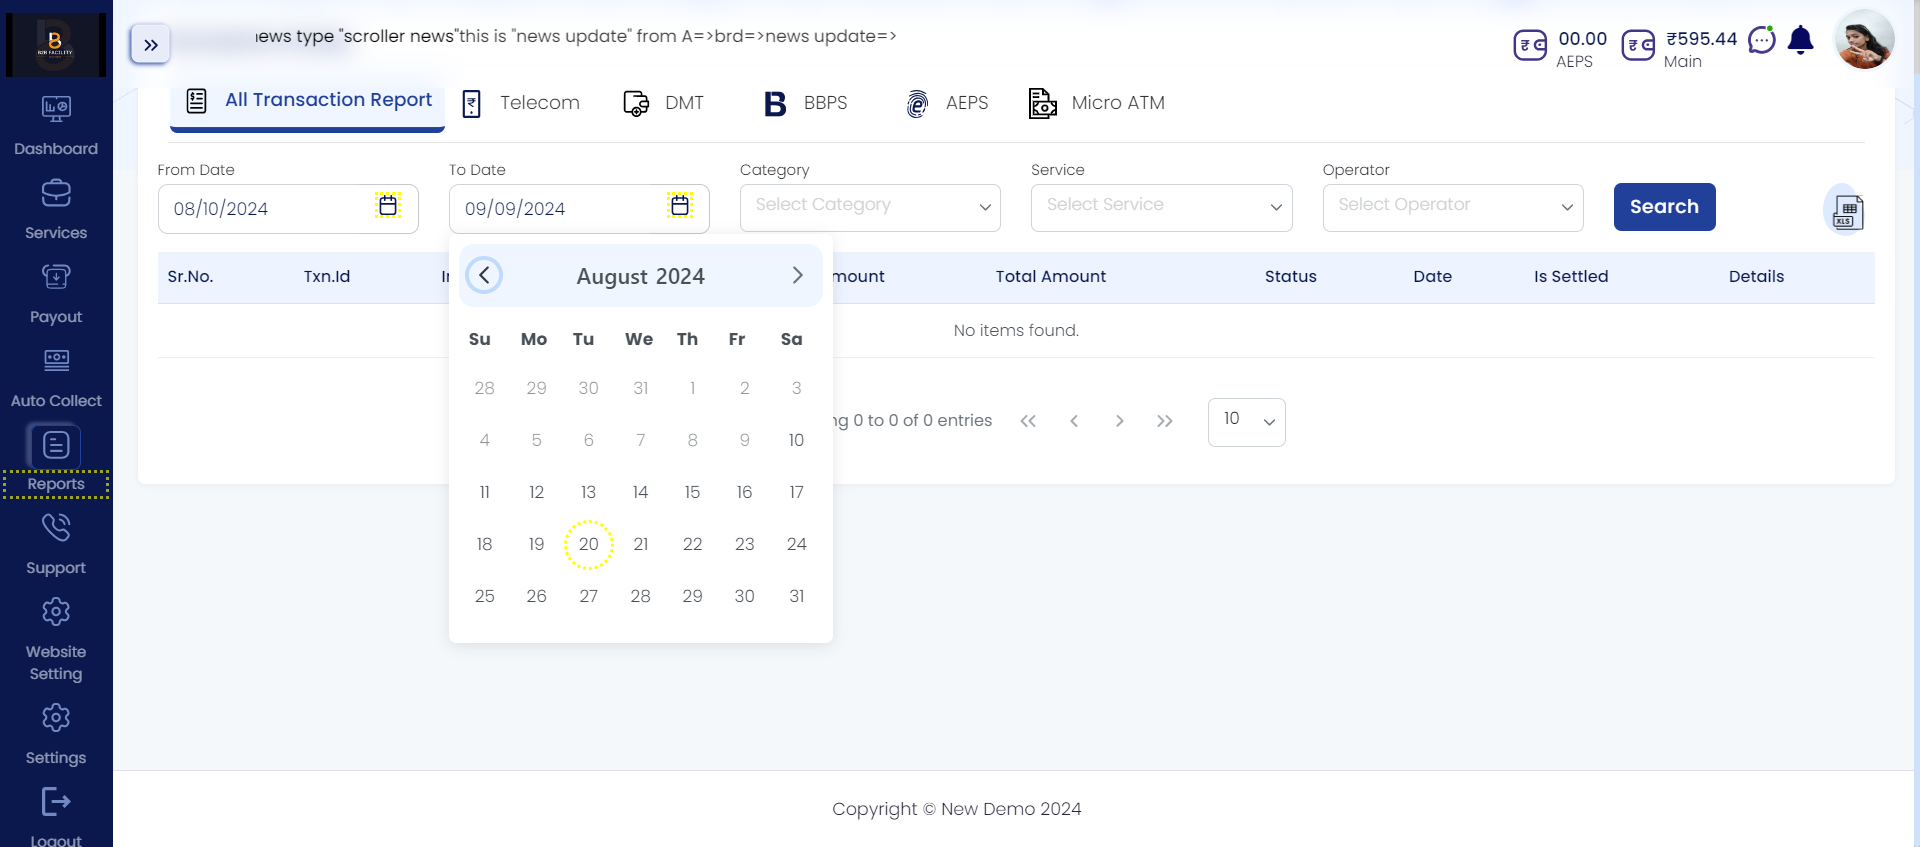 B2B FACILITY
news type "scroller news"this is "news update" from A=>brd=>news update=>
00.00
AEPS
₹595.44
Main
All Transaction Report
Telecom
DMT
BBPS
AEPS
Micro ATM
Dashboard
Services
Payout
Auto Collect
Reports
Support
Website
Setting
Settings
Logout
From Date
To Date
Category
Service
Operator
08/10/2024
09/09/2024
Select Category
Select Service
Select Operator
Search
XLS
Sr.No.
Txn.Id
Total Amount
Status
Date
Is Settled
Details
No items found.
0 to 0 of 0 entries
10
August 2024
Su Mo Tu We Th Fr Sa
28 29 30 31 1 2 3
4 5 6 7 8 9 10
11 12 13 14 15 16 17
18 19 20 21 22 23 24
25 26 27 28 29 30 31
Copyright © New Demo 2024